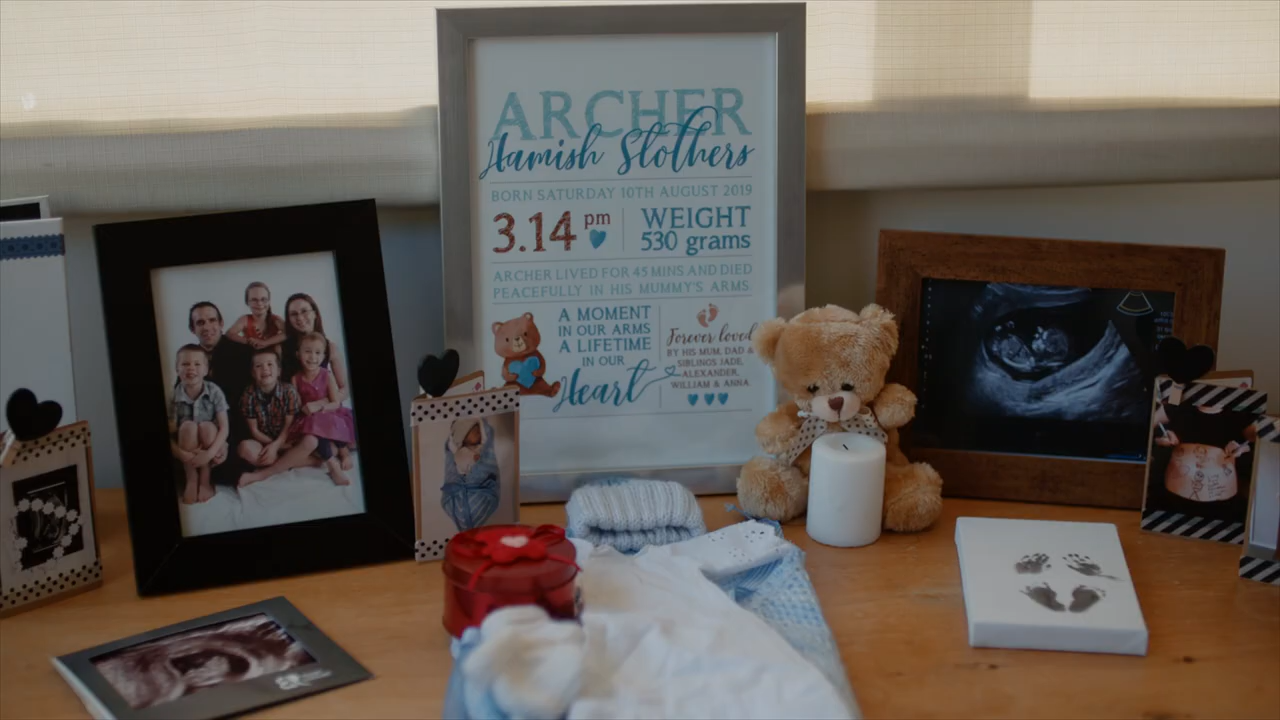 ARCHER
Hamish Stothers
BORN SATURDAY 10TH AUGUST 2019
3.14 pm
WEIGHT
530 grams
ARCHER LIVED FOR 45 MINS AND DIED
PEACEFULLY IN HIS MUMMY'S ARMS
A MOMENT
IN OUR ARMS
A LIFETIME
IN OUR
Heart
Forever loved
BY HIS MUM, DAD &
SIBLINGS JADE,
ALEXANDER,
WILLIAM & ANNA